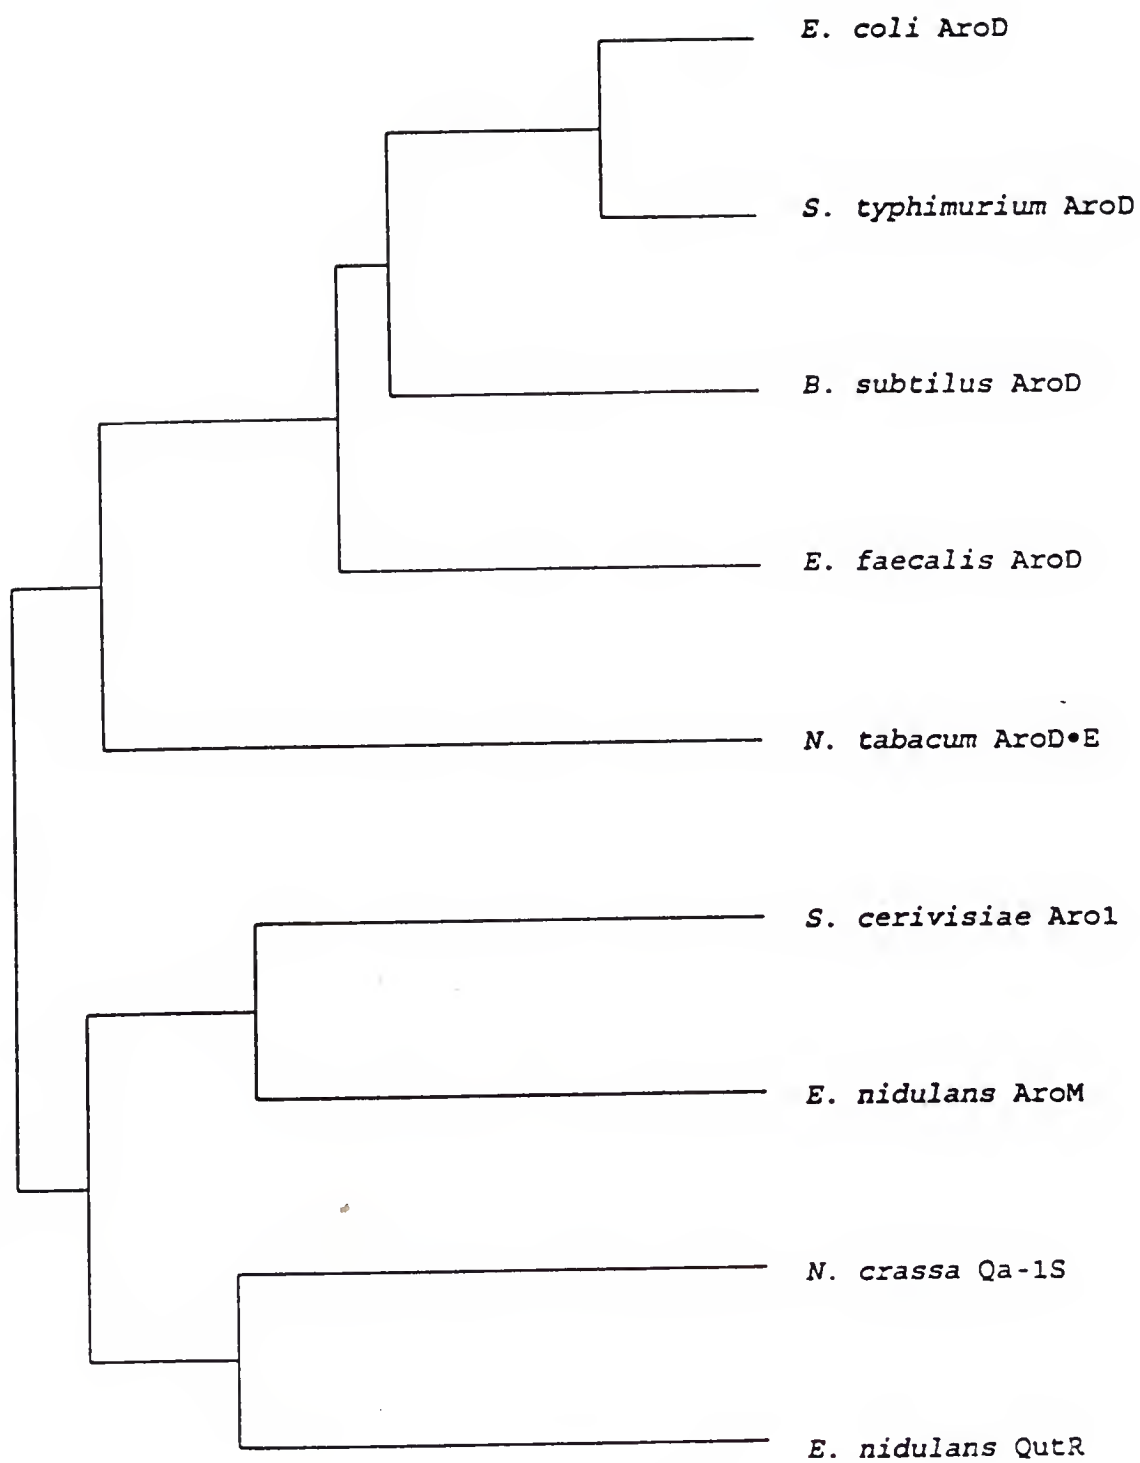 E. coli AroD
S. typhimurium AroD
B. subtilus AroD
E. faecalis AroD
N. tabacum AroD•E
S. cerivisiae Aro1
E. nidulans AroM
N. crassa Qa-1S
E. nidulans QutR